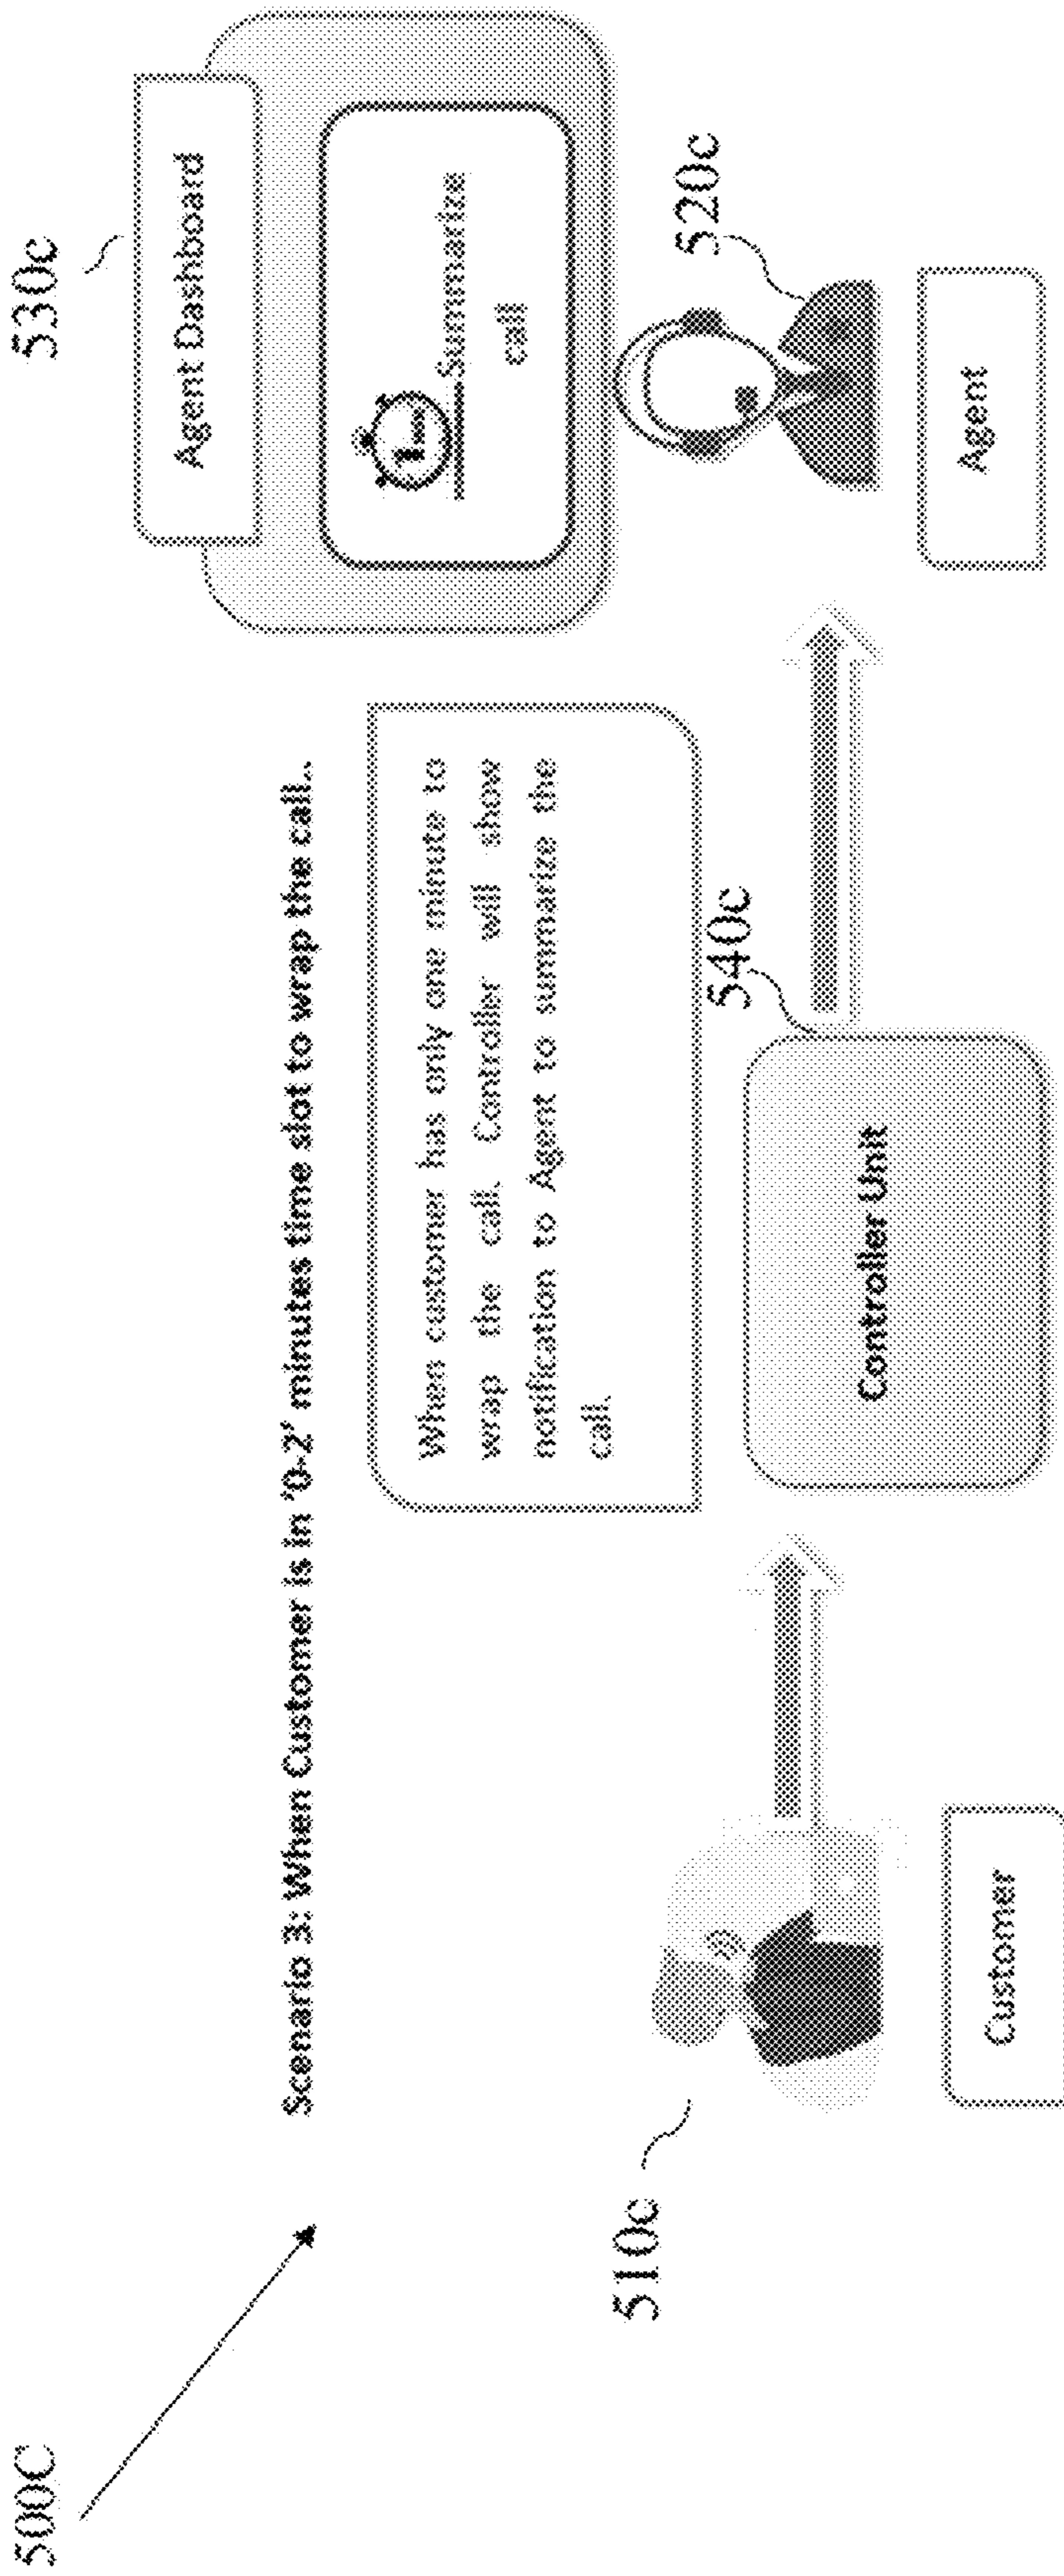 500C
Scenario 3: When Customer is in '0-2' minutes time slot to wrap the call..
530c
Agent Dashboard
1
Summarize
call
When customer has only one minute to
wrap the call. Controller will show
notification to Agent to summarize the
call.
510c
540c
520c
Customer
Controller Unit
Agent